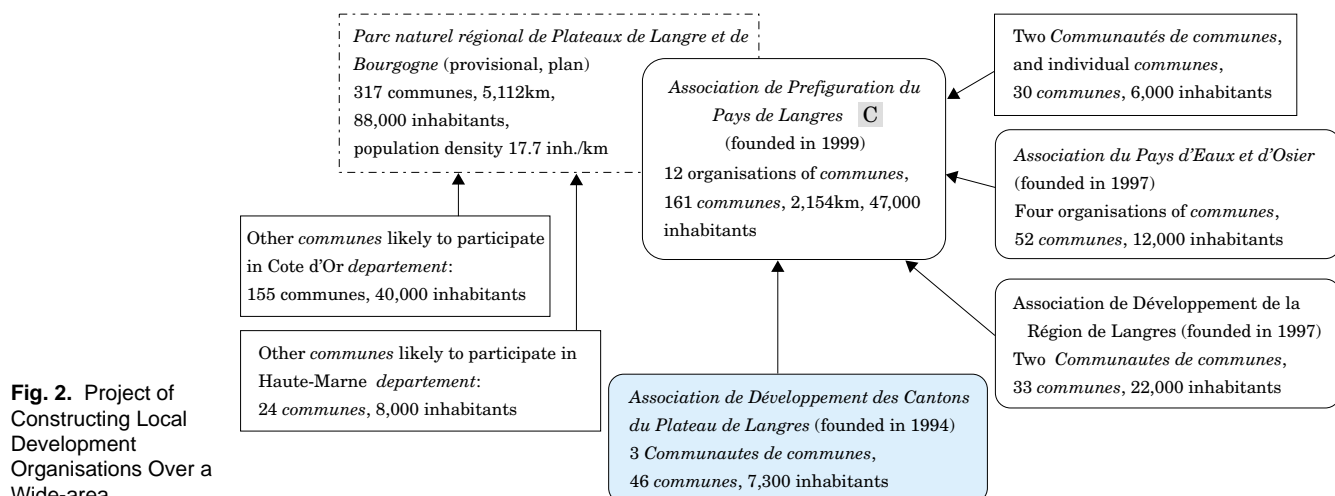 Parc naturel régional de Plateaux de Langre et de
Bourgogne (provisional, plan)
317 communes, 5,112km,
88,000 inhabitants,
population density 17.7 inh./km
Association de Prefiguration du
Pays de Langres C
(founded in 1999)
12 organisations of communes,
161 communes, 2,154km, 47,000
inhabitants
Two Communautés de communes,
and individual communes,
30 communes, 6,000 inhabitants
Association du Pays d'Eaux et d'Osier
(founded in 1997)
Four organisations of communes,
52 communes, 12,000 inhabitants
Other communes likely to participate
in Cote d'Or departement:
155 communes, 40,000 inhabitants
Association de Développement de la
Région de Langres (founded in 1997)
Two Communautes de communes,
33 communes, 22,000 inhabitants
Other communes likely to participate in
Haute-Marne departement:
24 communes, 8,000 inhabitants
Association de Développement des Cantons
du Plateau de Langres (founded in 1994)
3 Communautes de communes,
46 communes, 7,300 inhabitants
Fig. 2. Project of
Constructing Local
Development
Organisations Over a
Wide-area